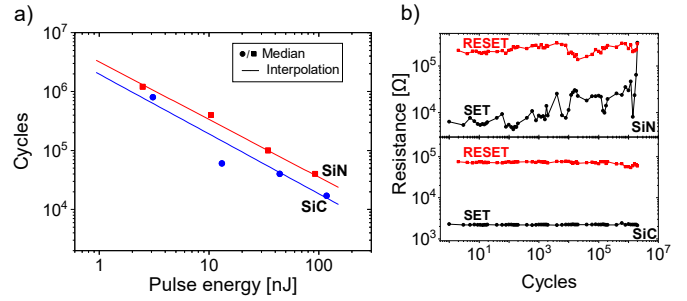 a)
10^7
10^6
10^5
10^4
Cycles
●/■ Median
— Interpolation
SiN
SiC
1 10 100
Pulse energy [nJ]
b)
Resistance [Ω]
RESET
10^5
SET
10^4
SiN
RESET
10^5
10^4
SET
SiC
10^3
10^1 10^3 10^5 10^7
Cycles